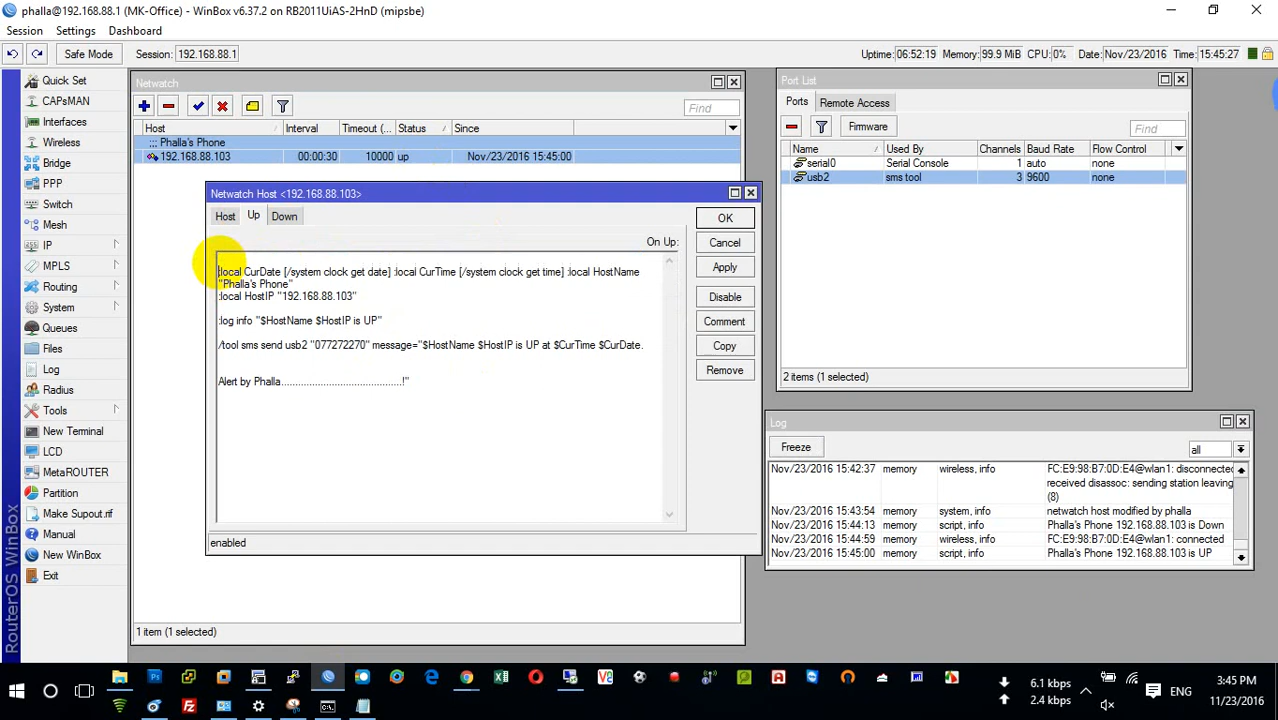 phalla@192.168.88.1 (MK-Office) - WinBox v6.37.2 on RB2011UiAS-2HnD (mipsbe)
Session Settings Dashboard
Safe Mode Session: 192.168.88.1 Uptime: 06:52:19 Memory: 99.9 MiB CPU: 0% Date: Nov/23/2016 Time: 15:45:27
Quick Set
CAPsMAN
Interfaces
Wireless
Bridge
PPP
Switch
Mesh
IP
MPLS
Routing
System
Queues
Files
Log
Radius
Tools
New Terminal
LCD
MetaROUTER
Partition
Make Supout.rif
Manual
New WinBox
Exit
RouterOS WinBox
Netwatch
Find
Host Interval Timeout (... Status Since
;;; Phalla's Phone
192.168.88.103 00:00:30 10000 up Nov/23/2016 15:45:00
Netwatch Host <192.168.88.103>
Host Up Down
On Up:
:local CurDate [/system clock get date] :local CurTime [/system clock get time] :local HostName
"Phalla's Phone"
:local HostIP "192.168.88.103"
:log info "$HostName $HostIP is UP"
/tool sms send usb2 "077272270" message="$HostName $HostIP is UP at $CurTime $CurDate.
Alert by Phalla............................................!"
OK
Cancel
Apply
Disable
Comment
Copy
Remove
enabled
1 item (1 selected)
Port List
Ports Remote Access
Firmware Find
Name Used By Channels Baud Rate Flow Control
serial0 Serial Console 1 auto none
usb2 sms tool 3 9600 none
2 items (1 selected)
Log
Freeze all
Nov/23/2016 15:42:37 memory wireless, info FC:E9:98:B7:0D:E4@wlan1: disconnected
received disassoc: sending station leaving
(8)
Nov/23/2016 15:43:54 memory system, info netwatch host modified by phalla
Nov/23/2016 15:44:13 memory script, info Phalla's Phone 192.168.88.103 is Down
Nov/23/2016 15:44:59 memory wireless, info FC:E9:98:B7:0D:E4@wlan1: connected
Nov/23/2016 15:45:00 memory script, info Phalla's Phone 192.168.88.103 is UP
6.1 kbps
2.4 kbps
ENG
3:45 PM
11/23/2016